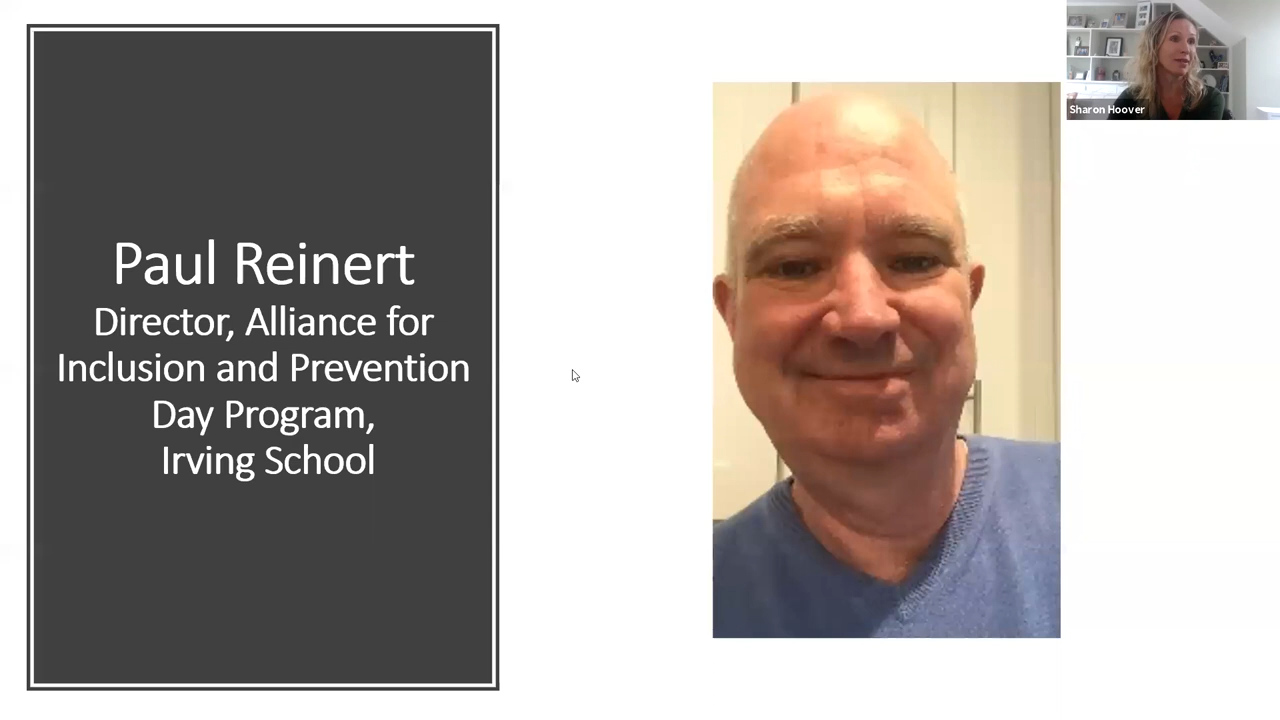 Paul Reinert
Director, Alliance for
Inclusion and Prevention
Day Program,
Irving School
Sharon Hoover